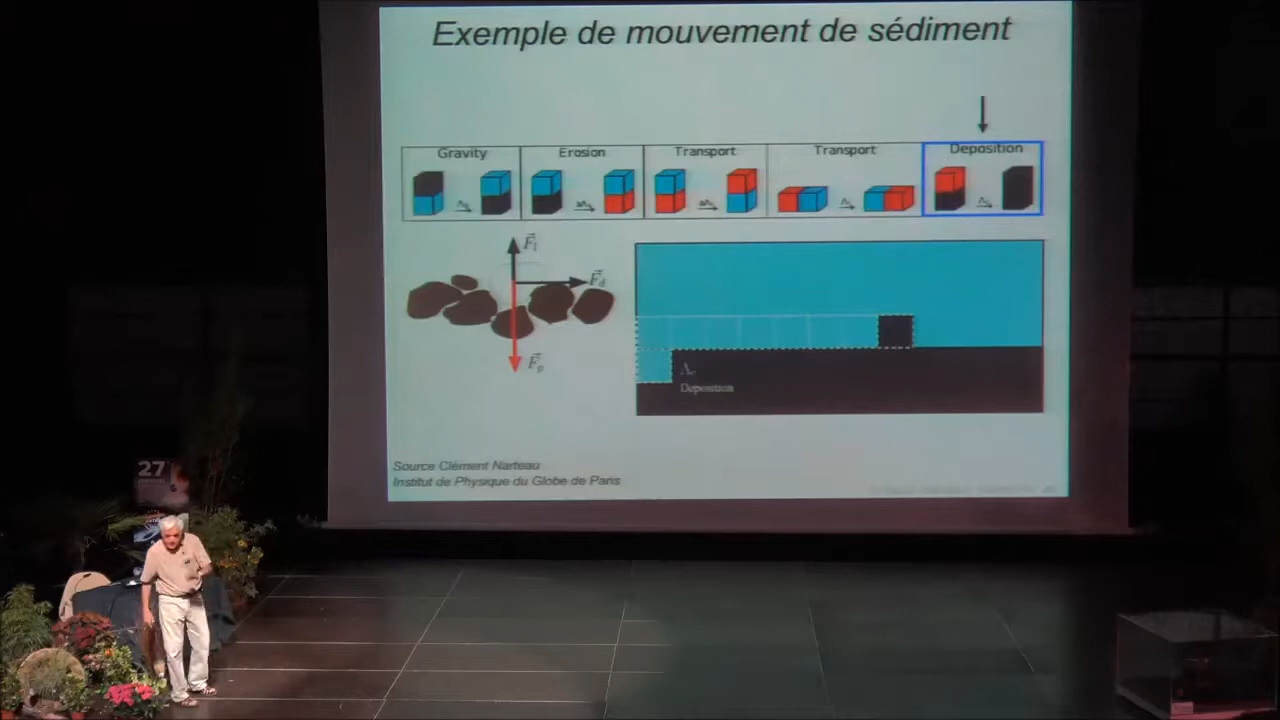 Exemple de mouvement de sédiment
Gravity
Erosion
Transport
Transport
Deposition
Deposition
Source Clément Narteau
Institut de Physique du Globe de Paris
27